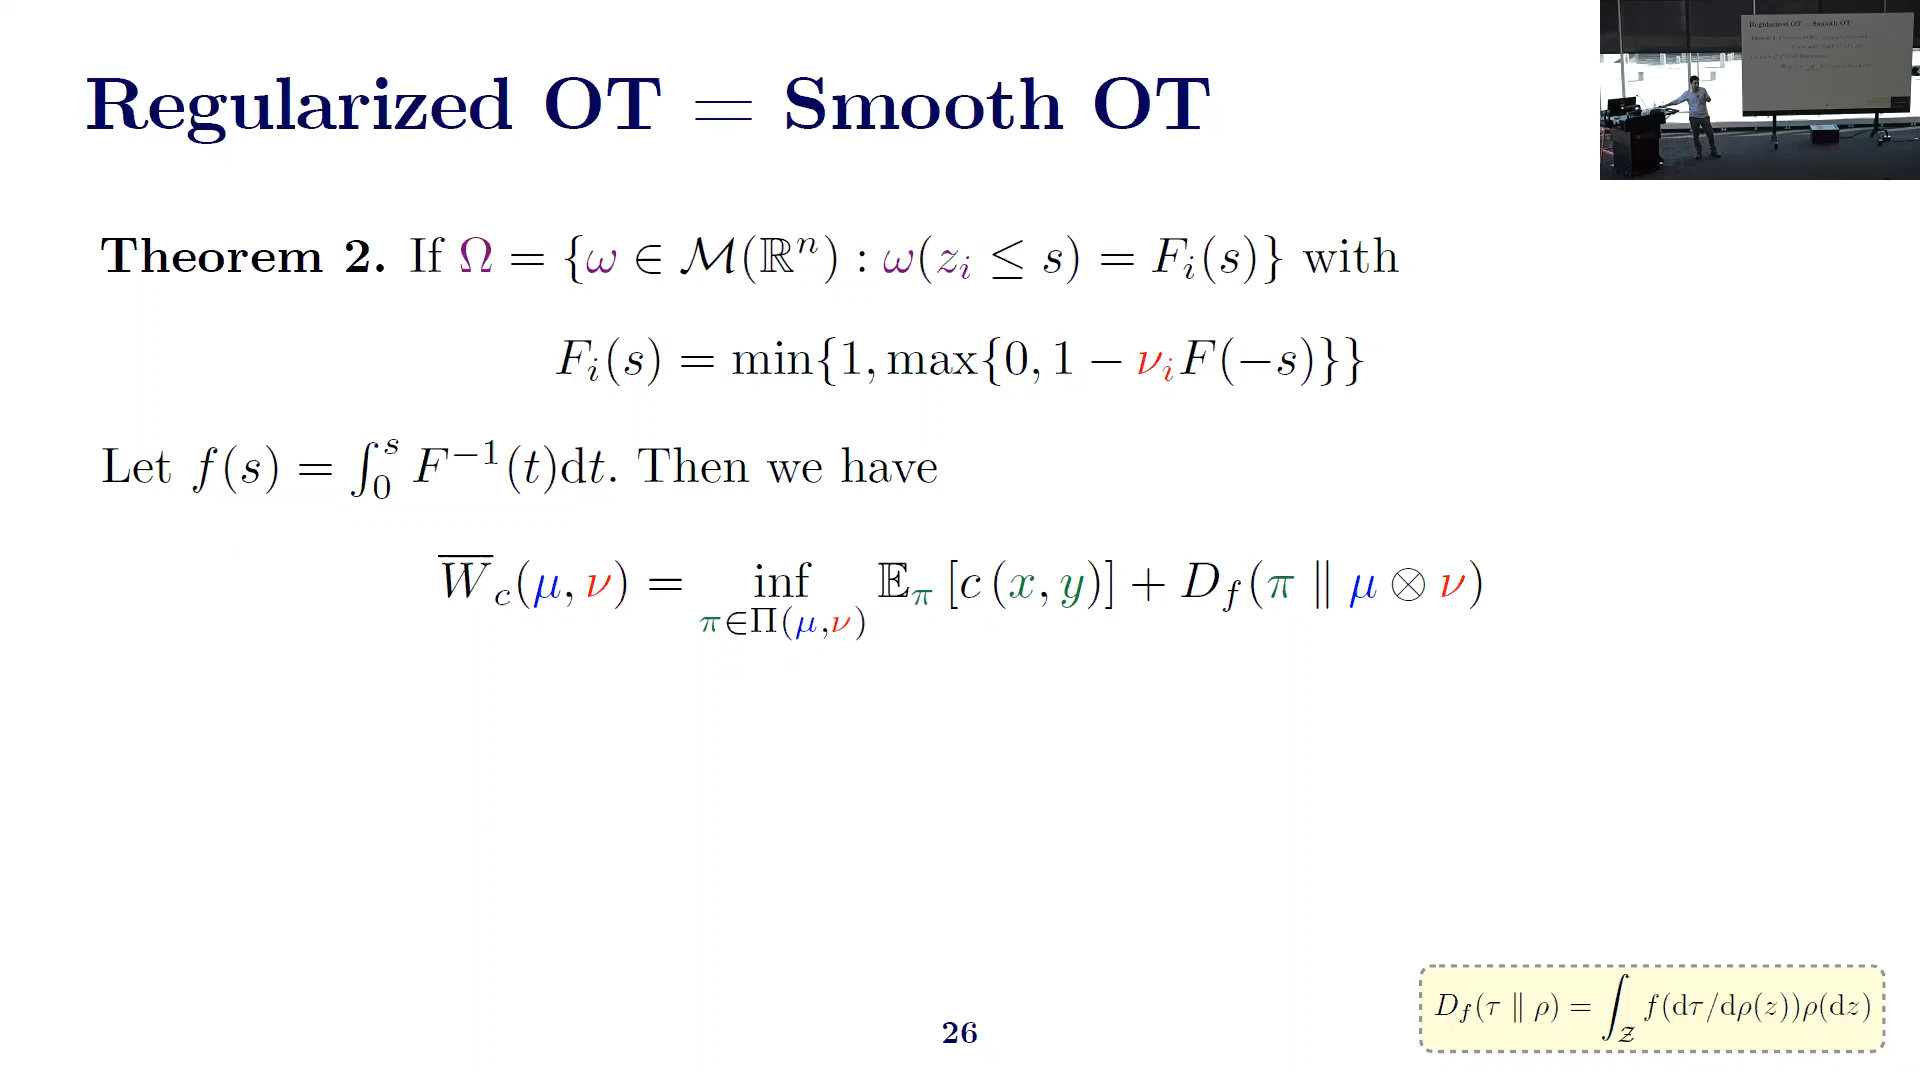 Regularized OT = Smooth OT
Theorem 2. If Ω = {ω ∈ ℳ(ℝⁿ) : ω(zᵢ ≤ s) = Fᵢ(s)} with
Fᵢ(s) = min{1, max{0, 1 − νᵢF(−s)}}
Let f(s) = ∫₀ˢ F⁻¹(t)dt. Then we have
W̅_c(μ, ν) = inf_{π∈Π(μ,ν)} 𝔼_π [c (x, y)] + D_f(π ∥ μ ⊗ ν)
D_f(τ ∥ ρ) = ∫_𝒵 f(dτ/dρ(z))ρ(dz)
26